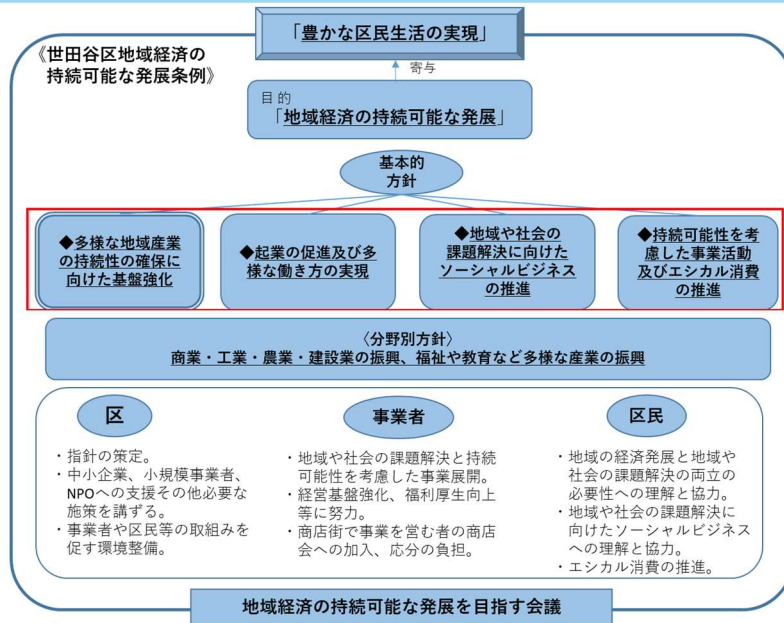 「豊かな区民生活の実現」
《世田谷区地域経済の
持続可能な発展条例》
寄与
目的
「地域経済の持続可能な発展」
基本的
方針
◆多様な地域産業
の持続性の確保に
向けた基盤強化
◆起業の促進及び多
様な働き方の実現
◆地域や社会の
課題解決に向けた
ソーシャルビジネス
の推進
◆持続可能性を考
慮した事業活動
及びエシカル消費
の推進
〈分野別方針〉
商業・工業・農業・建設業の振興、福祉や教育など多様な産業の振興
区
・指針の策定。
・中小企業、小規模事業者、
NPOへの支援その他必要な
施策を講ずる。
・事業者や区民等の取組みを
促す環境整備。
事業者
・地域や社会の課題解決と持続
可能性を考慮した事業展開。
・経営基盤強化、福利厚生向上
等に努力。
・商店街で事業を営む者の商店
会への加入、応分の負担。
区民
・地域の経済発展と地域や
社会の課題解決の両立の
必要性への理解と協力。
・地域や社会の課題解決に
向けたソーシャルビジネス
への理解と協力。
・エシカル消費の推進。
地域経済の持続可能な発展を目指す会議